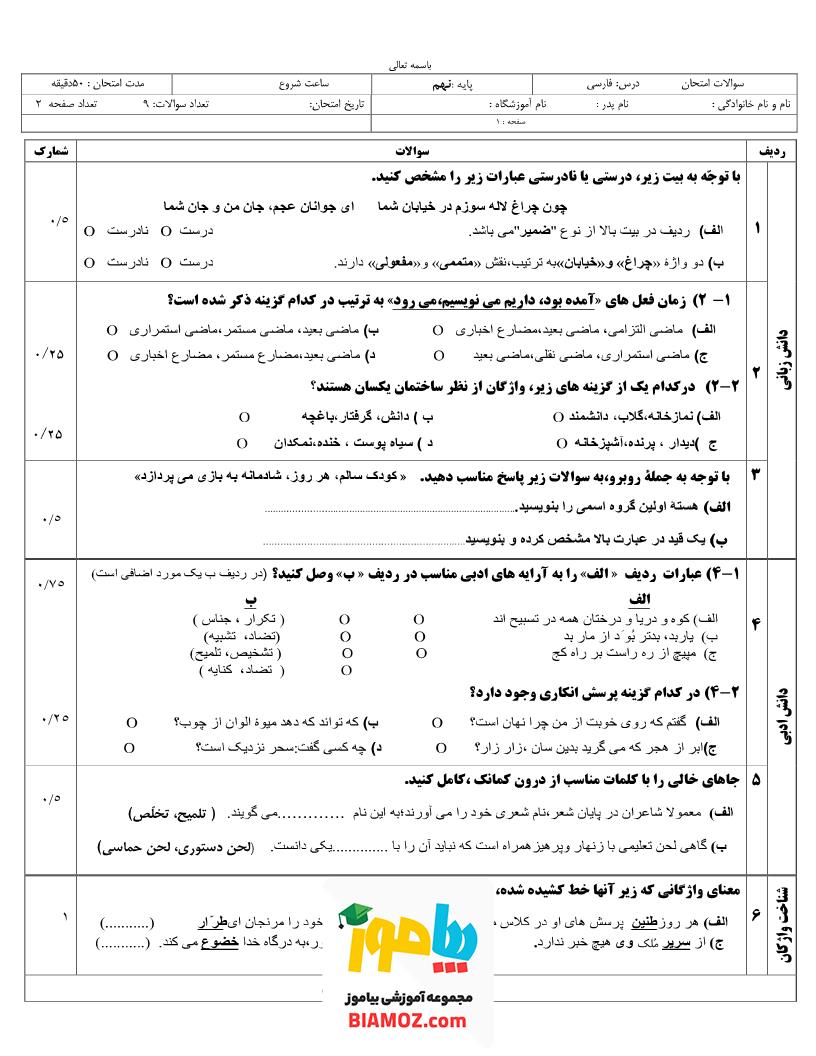 باسمه تعالی
سوالات امتحان درس: فارسی پایه :نهم ساعت شروع مدت امتحان : ۵۰دقیقه
نام و نام خانوادگی : نام پدر : نام آموزشگاه : تاریخ امتحان: تعداد سوالات: ۹ تعداد صفحه ۲
صفحه : ۱
ردیف سوالات شمارک
با توجّه به بیت زیر، درستی یا نادرستی عبارات زیر را مشخص کنید.
چون چراغ لاله سوزم در خیابان شما ای جوانان عجم، جان من و جان شما
۱ الف) ردیف در بیت بالا از نوع "ضمیر"می باشد. درست O نادرست O ۰/۵
ب) دو واژهٔ «چراغ» و«خیابان»به ترتیب،نقش «متممی» و«مفعولی» دارند. درست O نادرست O
دانش زبانی
۱– ۲) زمان فعل های «آمده بود، داریم می نویسیم،می رود» به ترتیب در کدام گزینه ذکر شده است؟
الف) ماضی التزامی، ماضی بعید،مضارع اخباری O ب) ماضی بعید، ماضی مستمر،ماضی استمراری O
ج) ماضی استمراری، ماضی نقلی،ماضی بعید O د) ماضی بعید،مضارع مستمر، مضارع اخباری O ۰/۲۵
۲ ۲–۲) درکدام یک از گزینه های زیر، واژگان از نظر ساختمان یکسان هستند؟
الف) نمازخانه،گلاب، دانشمند O ب ) دانش، گرفتار،باغچه O
ج )دیدار ، پرنده،آشپزخانه O د ) سیاه پوست ، خنده،نمکدان O ۰/۲۵
۳ با توجه به جملهٔ روبرو،به سوالات زیر پاسخ مناسب دهید. « کودک سالم، هر روز، شادمانه به بازی می پردازد»
الف) هستهٔ اولین گروه اسمی را بنویسید.................................... ۰/۵
ب) یک قید در عبارت بالا مشخص کرده و بنویسید....................................
دانش ادبی
۱–۴) عبارات ردیف « الف» را به آرایه های ادبی مناسب در ردیف « ب» وصل کنید؟ (در ردیف ب یک مورد اضافی است) ۰/۷۵
الف ب
۴ الف) کوه و دریا و درختان همه در تسبیح اند O O ( تکرار ، جناس )
ب) یاربد، بدتر بُوَد از مار بد O O (تضاد، تشبیه)
ج) مپیچ از ره راست بر راه کج O O ( تشخیص، تلمیح)
O ( تضاد، کنایه )
۲–۴) در کدام گزینه پرسش انکاری وجود دارد؟
الف) گفتم که روی خوبت از من چرا نهان است؟ O ب) که تواند که دهد میوهٔ الوان از چوب؟ O ۰/۲۵
ج)ابر از هجر که می گرید بدین سان ،زار زار؟ O د) چه کسی گفت:سحر نزدیک است؟ O
۵ جاهای خالی را با کلمات مناسب از درون کمانک ،کامل کنید.
الف) معمولا شاعران در پایان شعر،نام شعری خود را می آورند؛به این نام .............می گویند. ( تلمیح، تخلّص) ۰/۵
ب) گاهی لحن تعلیمی با زنهار وپرهیزهمراه است که نباید آن را با .............یکی دانست. (لحن دستوری، لحن حماسی)
شناخت واژگان
معنای واژگانی که زیر آنها خط کشیده شده،
۶ الف) هر روزطنین پرسش های او در کلاس خود را مرنجان ای طرّار (...........) ۱
ج) از سریر مُلک وی هیچ خبر ندارد. به درگاه خدا خضوع می کند. (...........)
بیاموز
مجموعه آموزشی بیاموز
BIAMOZ.com